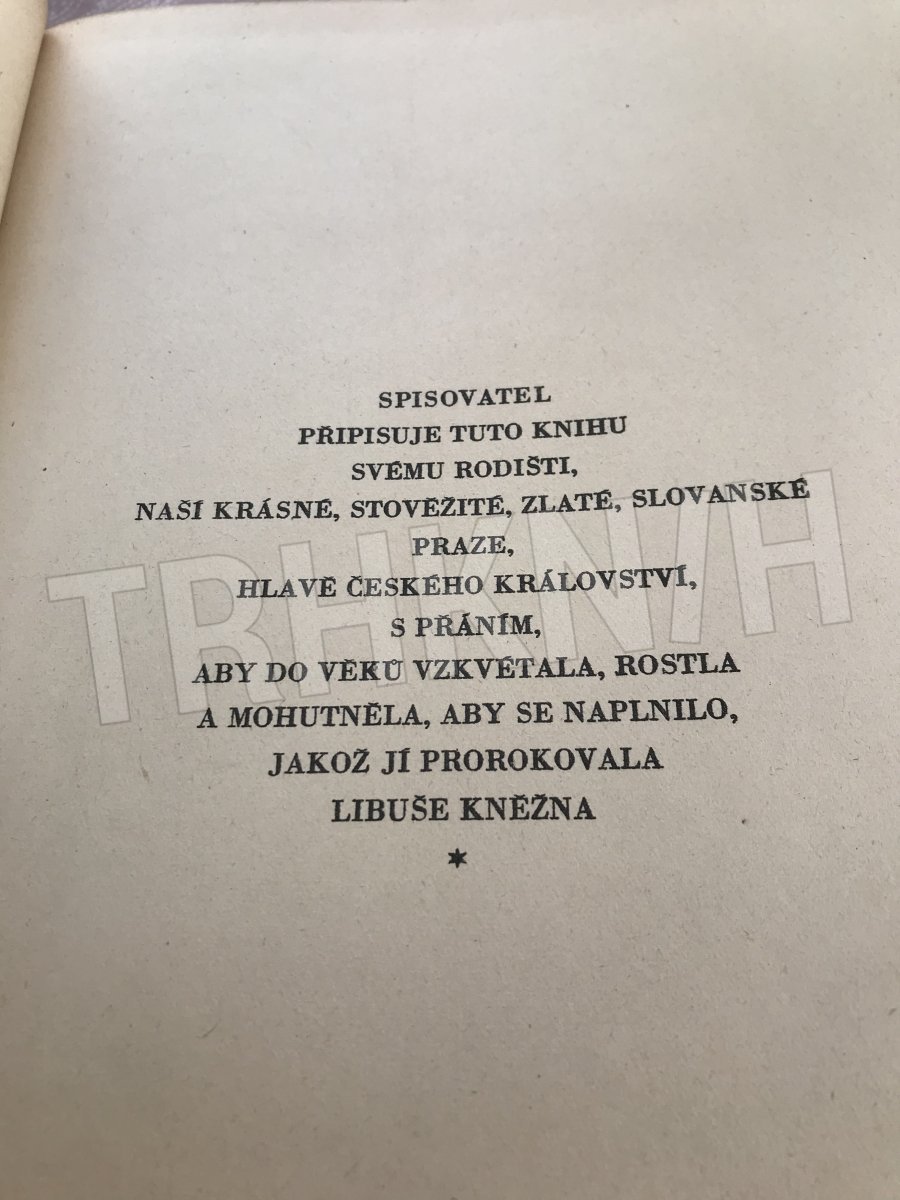 SPISOVATEL
PŘIPISUJE TUTO KNIHU
SVÉMU RODIŠTI,
NAŠÍ KRÁSNÉ, STOVĚŽITÉ, ZLATÉ, SLOVANSKÉ
PRAZE,
HLAVĚ ČESKÉHO KRÁLOVSTVÍ,
S PŘÁNÍM,
ABY DO VĚKŮ VZKVÉTALA, ROSTLA
A MOHUTNĚLA, ABY SE NAPLNILO,
JAKOŽ JÍ PROROKOVALA
LIBUŠE KNĚŽNA
*
TRHKNIH